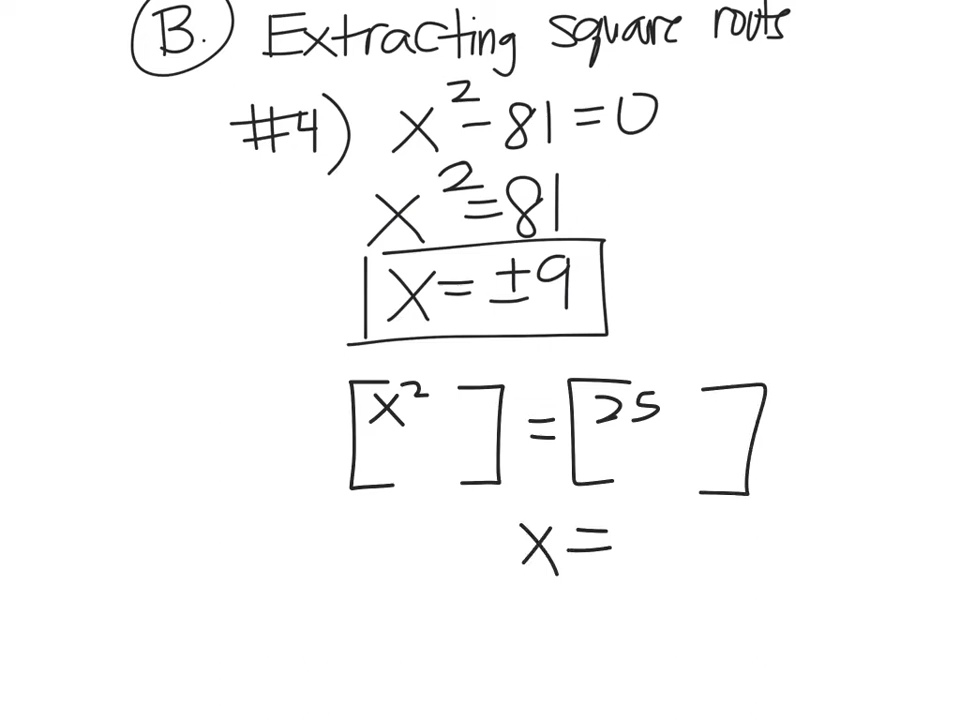 B. Extracting square roots
#4) x²-81=0
x²=81
x=±9
[x² ] = [25 ]
x=